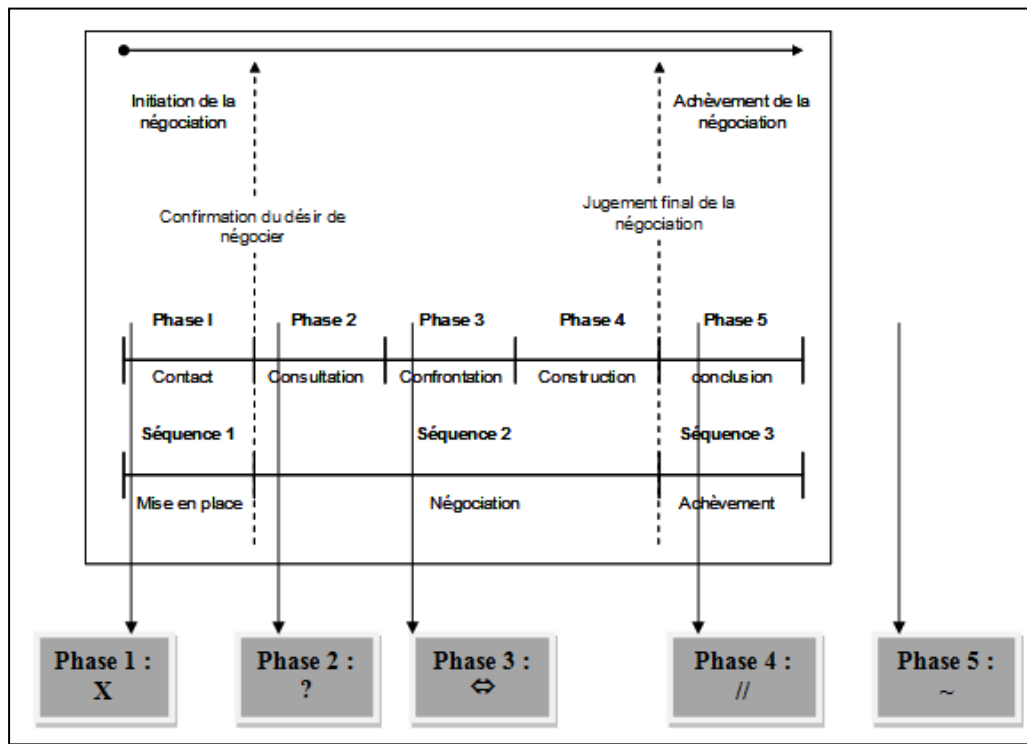 Initiation de la
négociation
Achèvement de la
négociation
Confirmation du désir de
négocier
Jugement final de la
négociation
Phase I
Phase 2
Phase 3
Phase 4
Phase 5
Contact
Consultation
Confrontation
Construction
conclusion
Séquence 1
Séquence 2
Séquence 3
Mise en place
Négociation
Achèvement
Phase 1 :
X
Phase 2 :
?
Phase 3 :
⇔
Phase 4 :
//
Phase 5 :
~